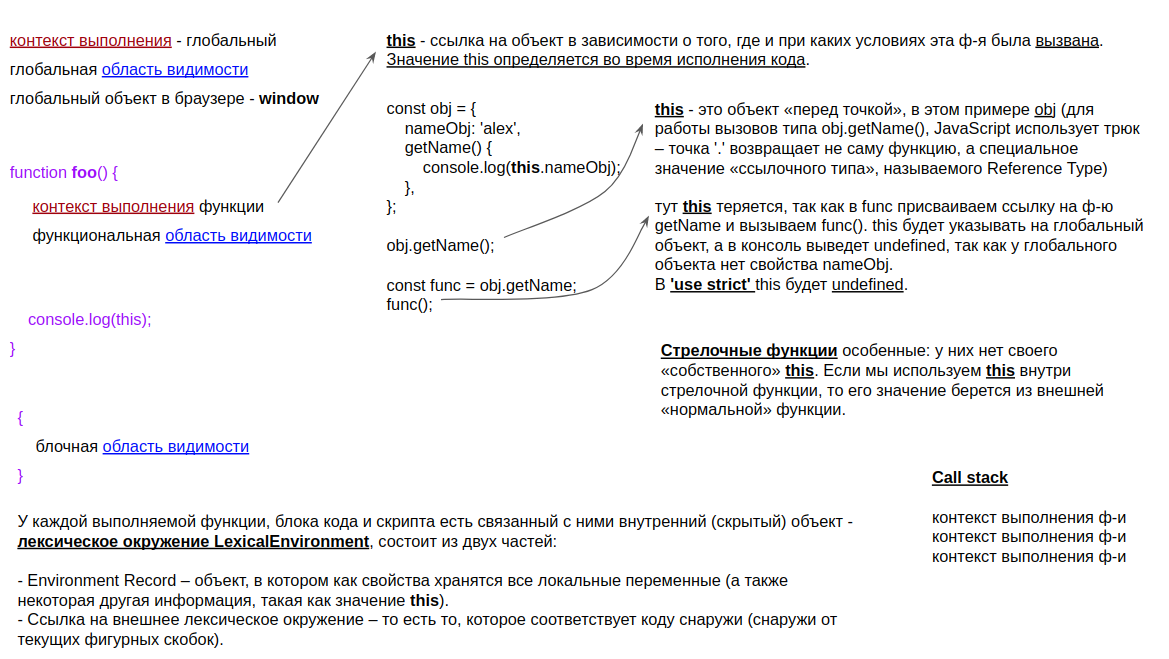 контекст выполнения - глобальный
глобальная область видимости
глобальный объект в браузере - window
function foo() {
контекст выполнения функции
функциональная область видимости
console.log(this);
}
{
блочная область видимости
}
this - ссылка на объект в зависимости о того, где и при каких условиях эта ф-я была вызвана.
Значение this определяется во время исполнения кода.
const obj = {
nameObj: 'alex',
getName() {
console.log(this.nameObj);
},
};
obj.getName();
const func = obj.getName;
func();
this - это объект «перед точкой», в этом примере obj (для
работы вызовов типа obj.getName(), JavaScript использует трюк
– точка '.' возвращает не саму функцию, а специальное
значение «ссылочного типа», называемого Reference Type)
тут this теряется, так как в func присваиваем ссылку на ф-ю
getName и вызываем func(). this будет указывать на глобальный
объект, а в консоль выведет undefined, так как у глобального
объекта нет свойства nameObj.
В 'use strict' this будет undefined.
Стрелочные функции особенные: у них нет своего
«собственного» this. Если мы используем this внутри
стрелочной функции, то его значение берется из внешней
«нормальной» функции.
Call stack
контекст выполнения ф-и
контекст выполнения ф-и
контекст выполнения ф-и
У каждой выполняемой функции, блока кода и скрипта есть связанный с ними внутренний (скрытый) объект -
лексическое окружение LexicalEnvironment, состоит из двух частей:
- Environment Record – объект, в котором как свойства хранятся все локальные переменные (а также
некоторая другая информация, такая как значение this).
- Ссылка на внешнее лексическое окружение – то есть то, которое соответствует коду снаружи (снаружи от
текущих фигурных скобок).